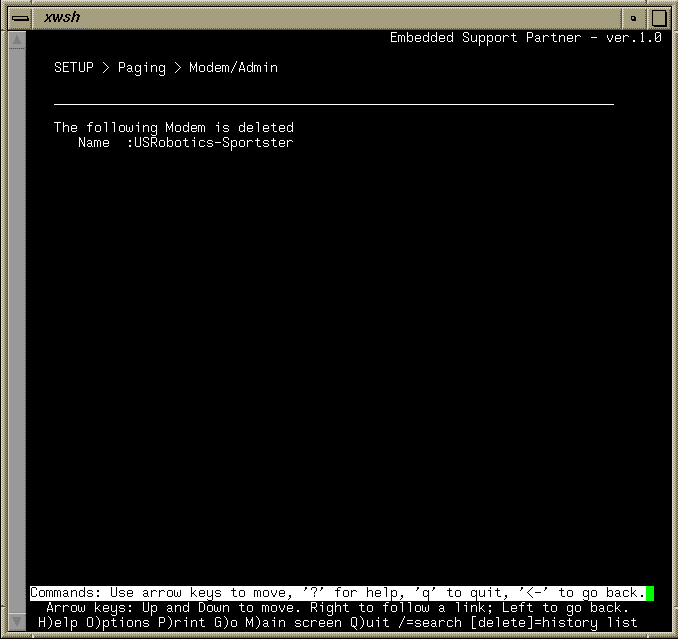 xwsh
Embedded Support Partner - ver.1.0
SETUP > Paging > Modem/Admin
The following Modem is deleted
Name :USRobotics-Sportster
Commands: Use arrow keys to move, '?' for help, 'q' to quit, '<-' to go back.
Arrow keys: Up and Down to move. Right to follow a link; Left to go back.
H)elp O)ptions P)rint G)o M)ain screen Q)uit /=search [delete]=history list